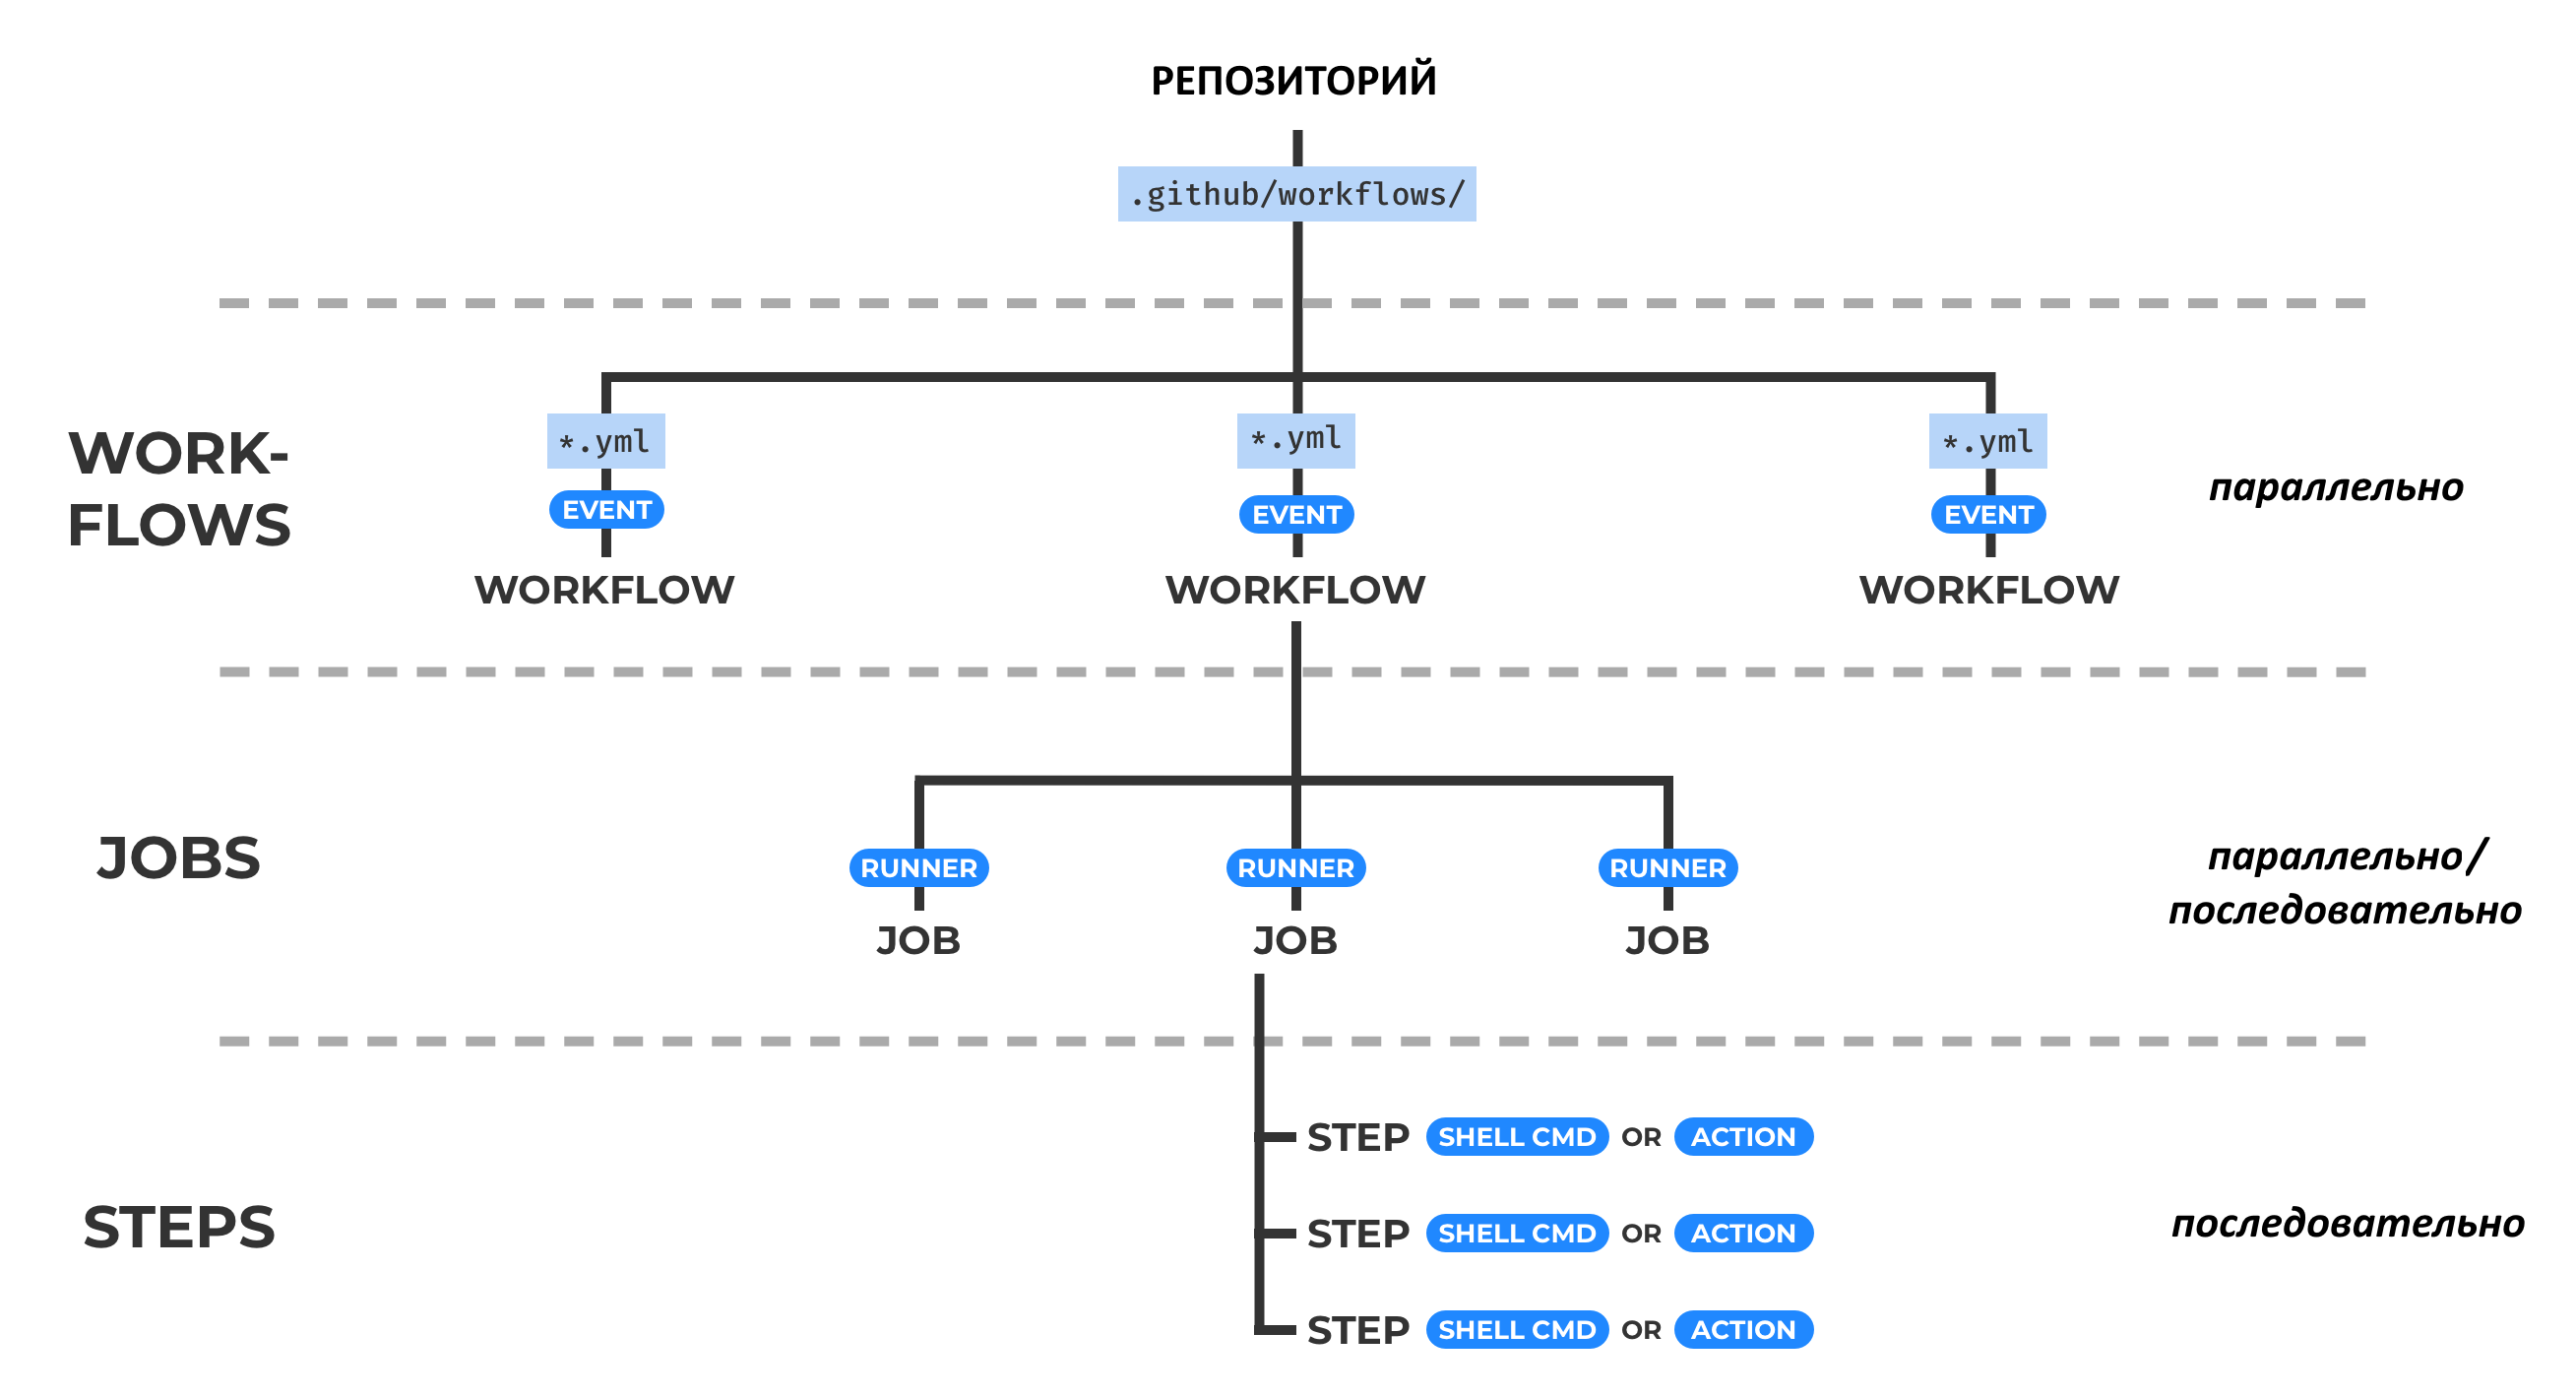 РЕПОЗИТОРИЙ
.github/workflows/
WORK-
FLOWS
*.yml
*.yml
*.yml
EVENT
EVENT
EVENT
WORKFLOW
WORKFLOW
WORKFLOW
параллельно
JOBS
RUNNER
RUNNER
RUNNER
JOB
JOB
JOB
параллельно/
последовательно
STEPS
STEP SHELL CMD OR ACTION
STEP SHELL CMD OR ACTION
STEP SHELL CMD OR ACTION
последовательно